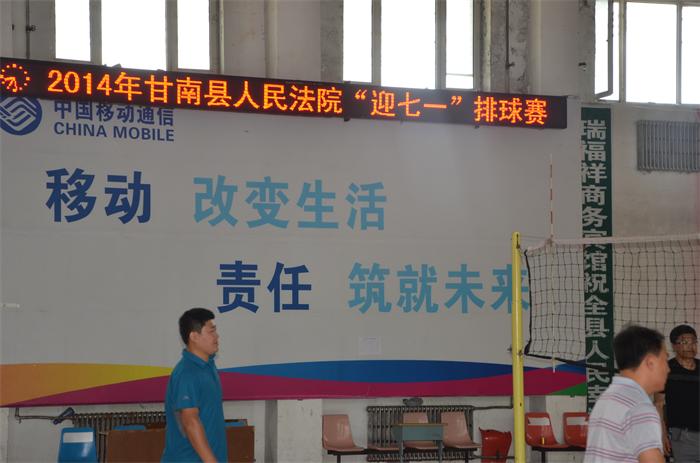 2014年甘南县人民法院“迎七一”排球赛
中国移动通信
CHINA MOBILE
移动 改变生活
责任 筑就未来
瑞福祥商务宾馆祝全县人民幸